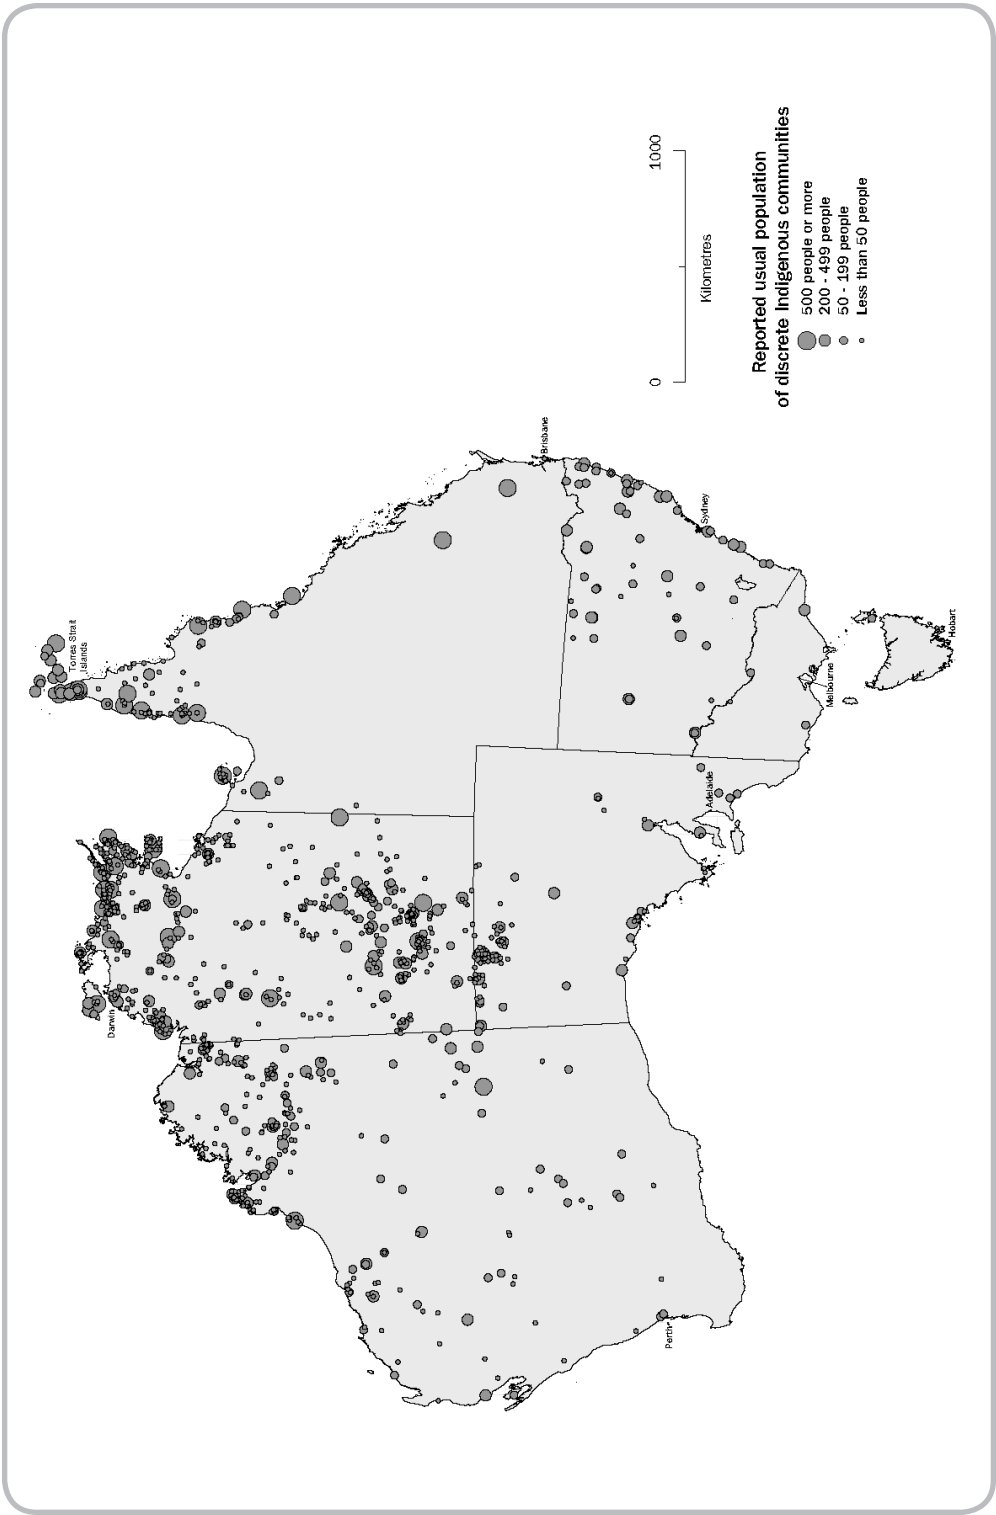 Torres Strait
Islands
Darwin
Brisbane
Sydney
Adelaide
Melbourne
Hobart
Perth
0
1000
Kilometres
Reported usual population
of discrete Indigenous communities
500 people or more
200 - 499 people
50 - 199 people
Less than 50 people